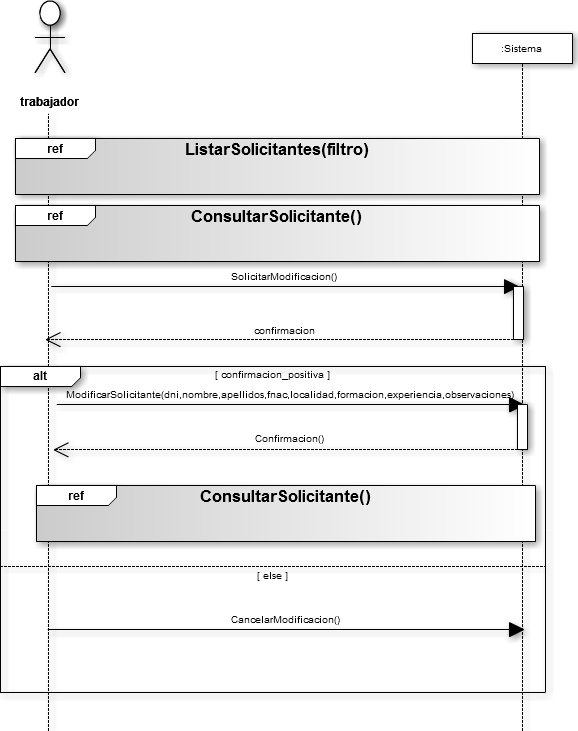 :Sistema
trabajador
ref
ListarSolicitantes(filtro)
ref
ConsultarSolicitante()
SolicitarModificacion()
confirmacion
alt
[ confirmacion_positiva ]
ModificarSolicitante(dni,nombre,apellidos,fnac,localidad,formacion,experiencia,observaciones)
Confirmacion()
ref
ConsultarSolicitante()
[ else ]
CancelarModificacion()